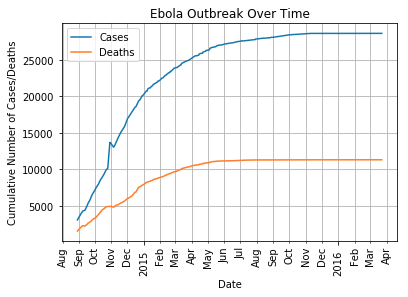 Ebola Outbreak Over Time
Cases
Deaths
Cumulative Number of Cases/Deaths
25000
20000
15000
10000
5000
Aug
Sep
Oct
Nov
Dec
2015
Feb
Mar
Apr
May
Jun
Jul
Aug
Sep
Oct
Nov
Dec
2016
Feb
Mar
Apr
Date